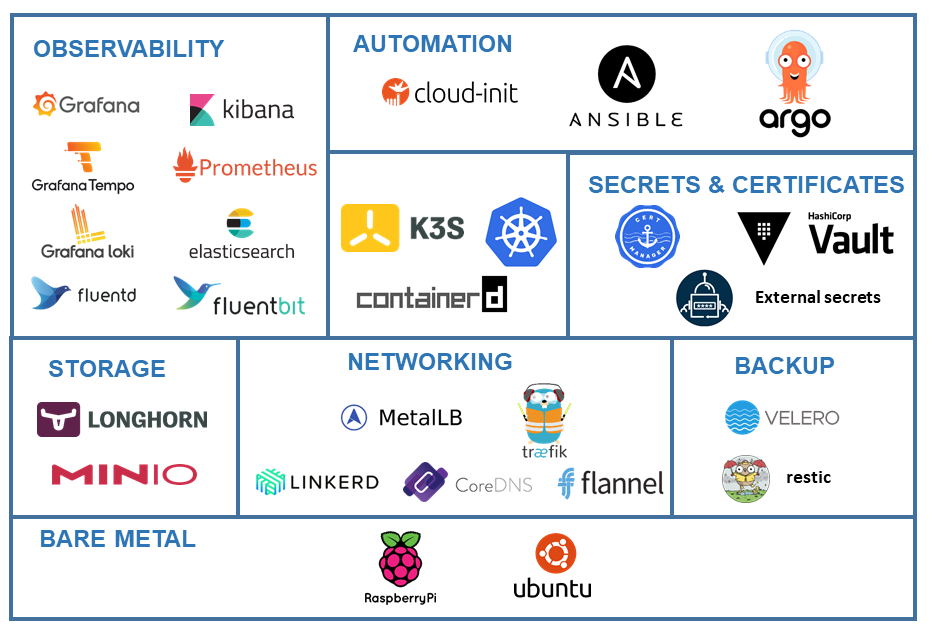 OBSERVABILITY
Grafana
kibana
Grafana Tempo
Prometheus
Grafana loki
elasticsearch
fluentd
fluentbit
AUTOMATION
cloud-init
ANSIBLE
argo
K3S
containerd
SECRETS & CERTIFICATES
CERT
MANAGER
HashiCorp
Vault
External secrets
STORAGE
LONGHORN
MINIO
NETWORKING
MetalLB
træfik
LINKERD
CoreDNS
flannel
BACKUP
VELERO
restic
BARE METAL
RaspberryPi
ubuntu